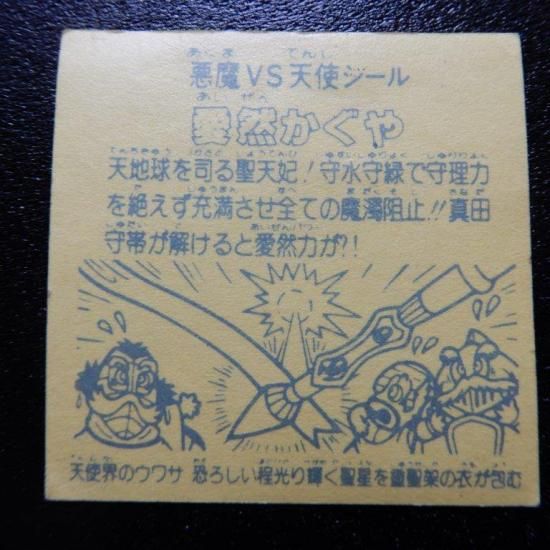 悪魔VS天使シール
愛然かぐや
天地球を司る聖天妃!守水守緑で守理力
を絶えず充満させ全ての魔濁阻止!!真田
守帯が解けると愛然力が?!
天使界のウワサ 恐ろしい程光り輝く聖星を霊聖架の衣が包む